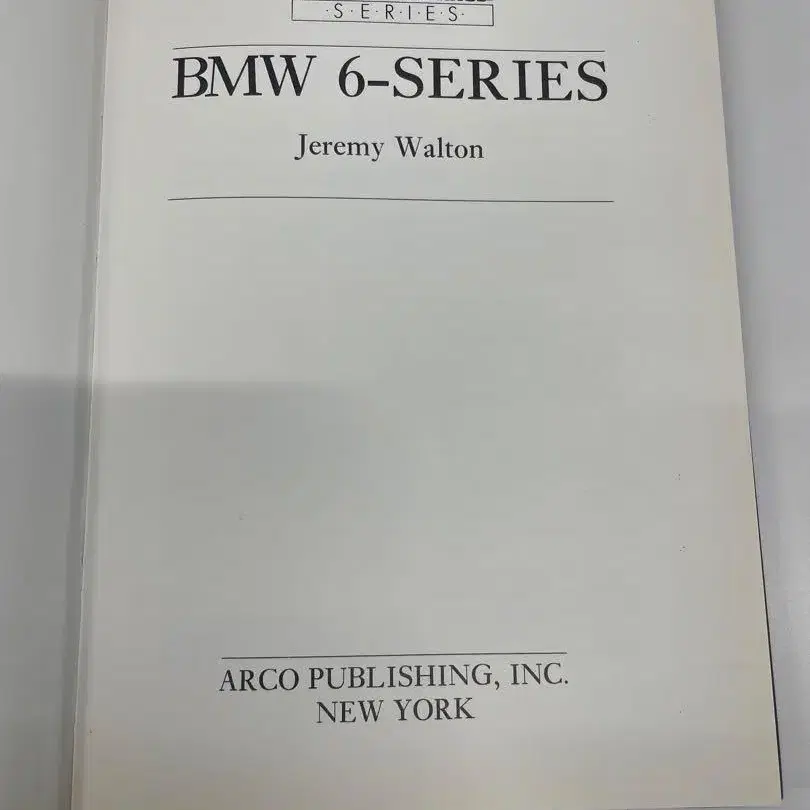 ·S·E·R·I·E·S·
BMW 6-SERIES
Jeremy Walton
ARCO PUBLISHING, INC.
NEW YORK